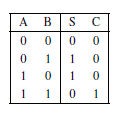 A B S C
0 0 0 0
0 1 1 0
1 0 1 0
1 1 0 1